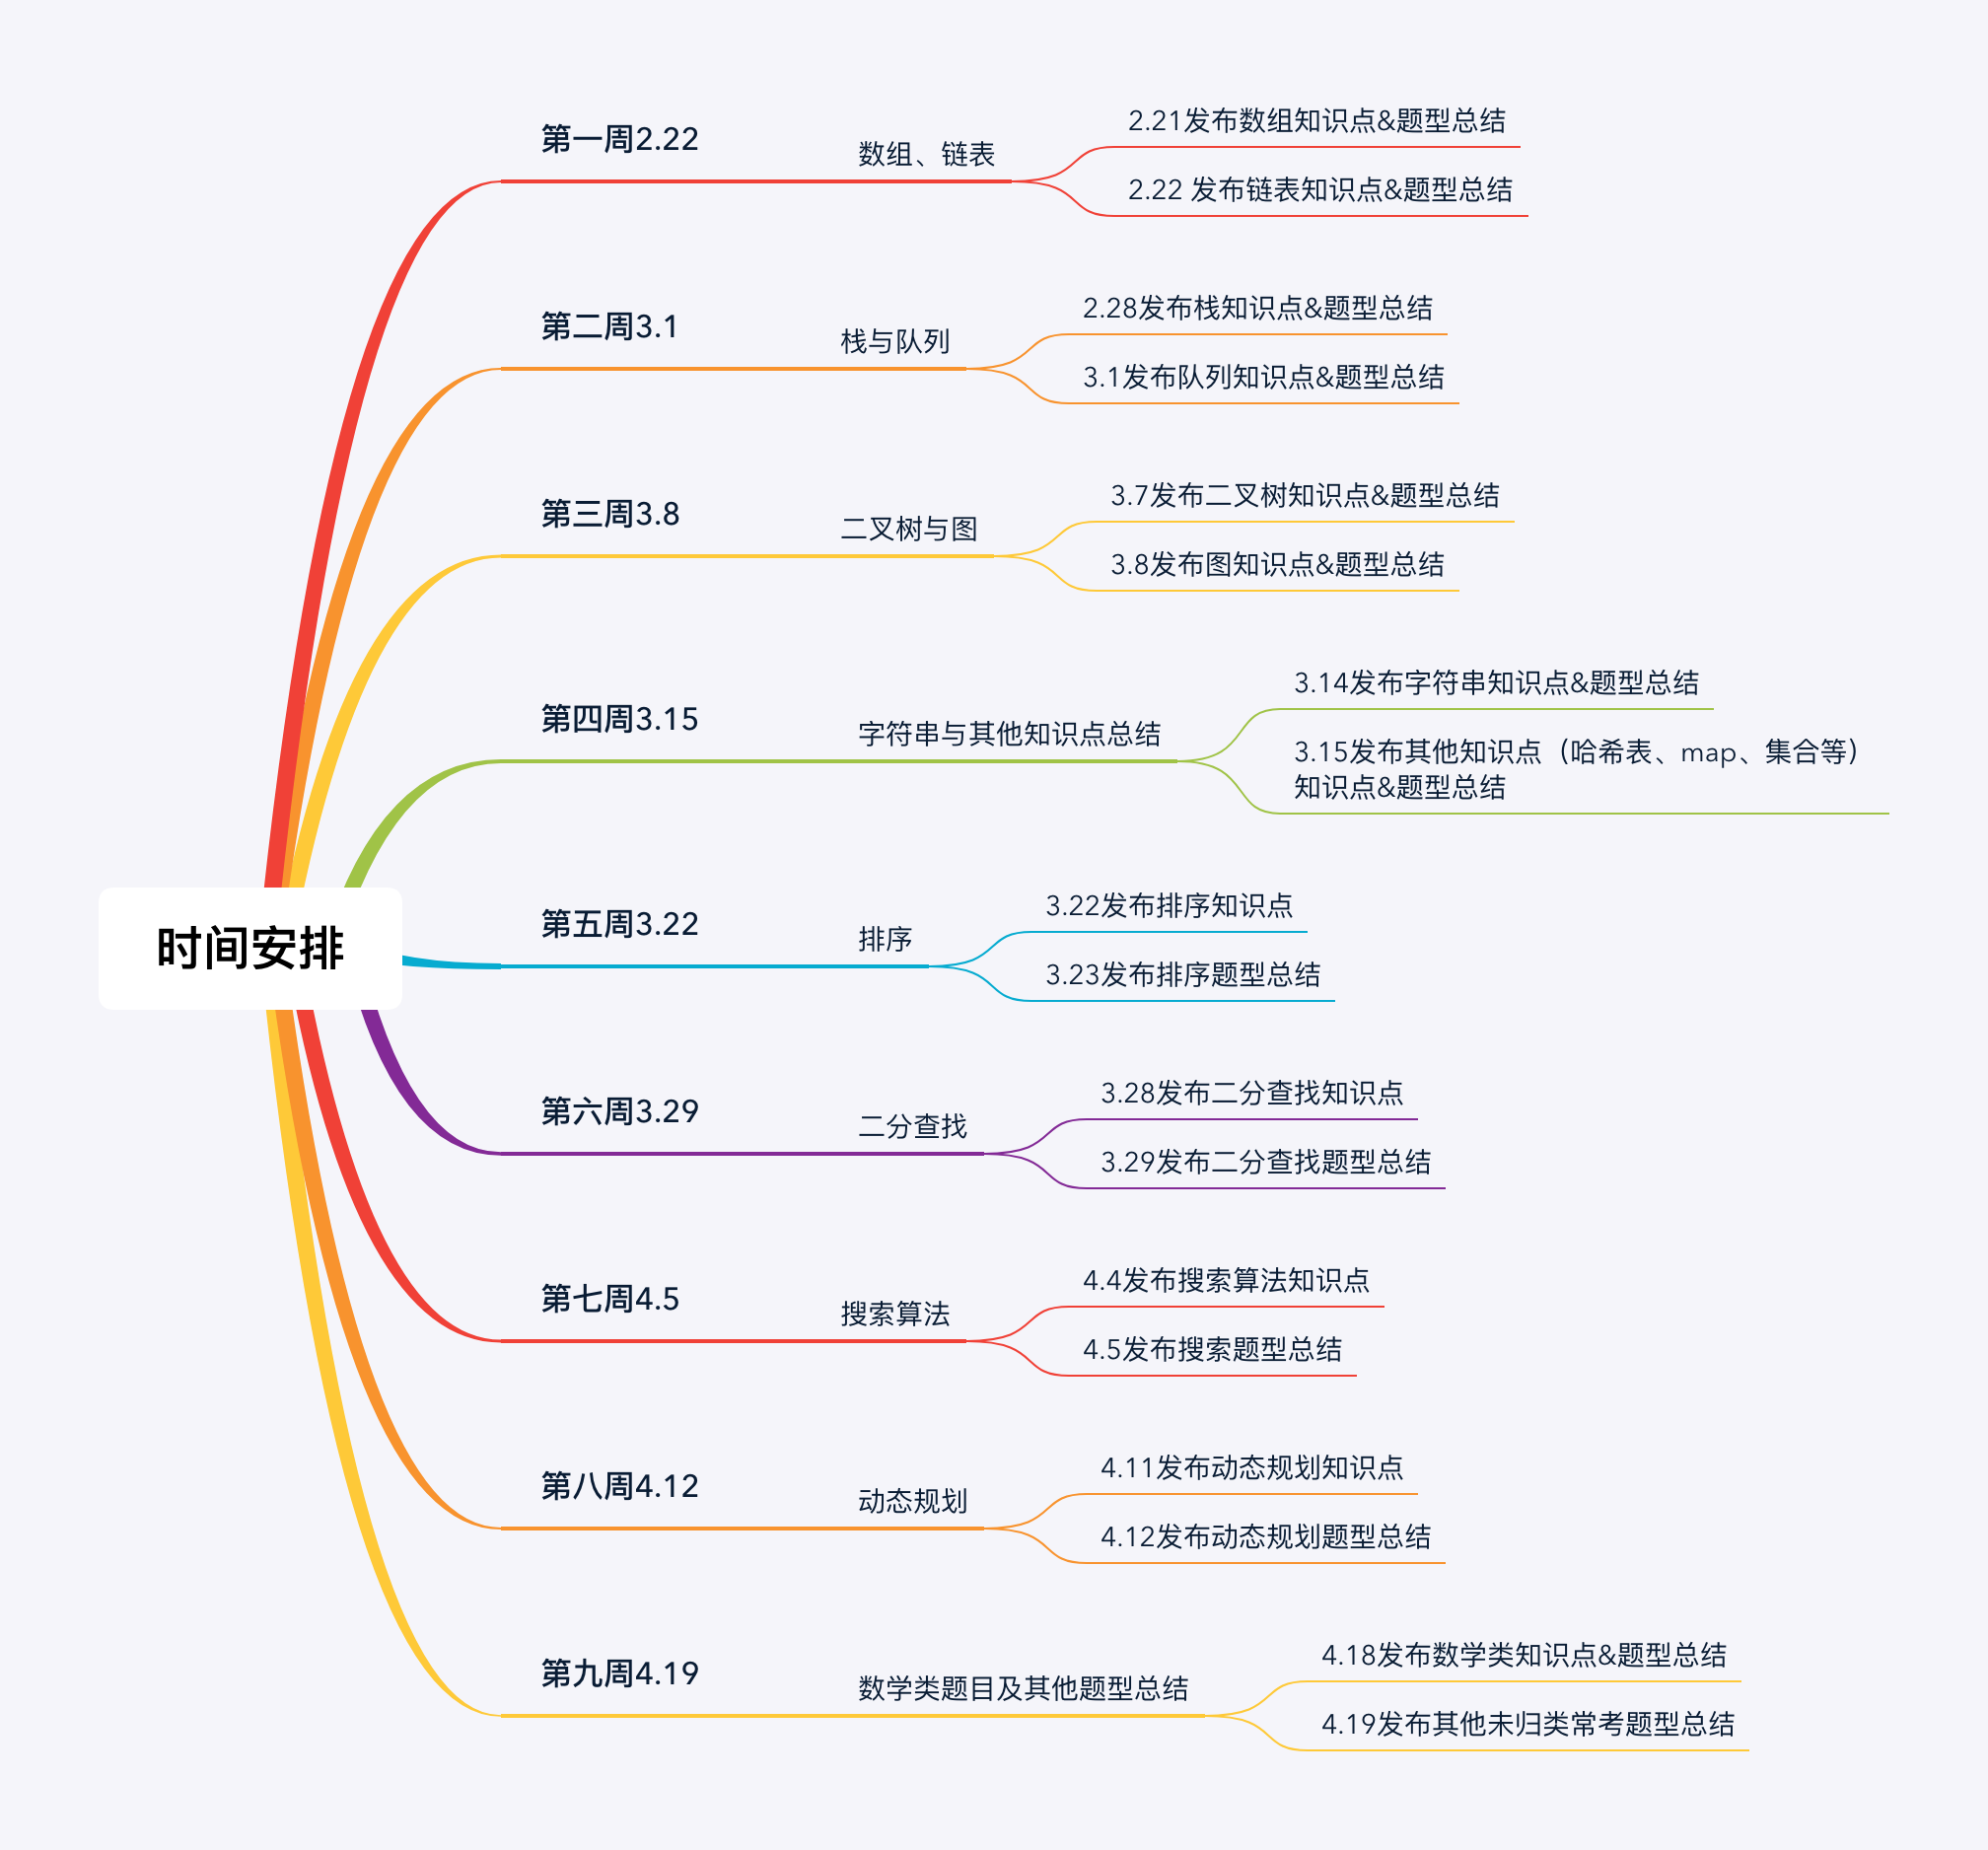 时间安排
第一周2.22
数组、链表
2.21发布数组知识点&题型总结
2.22 发布链表知识点&题型总结
第二周3.1
栈与队列
2.28发布栈知识点&题型总结
3.1发布队列知识点&题型总结
第三周3.8
二叉树与图
3.7发布二叉树知识点&题型总结
3.8发布图知识点&题型总结
第四周3.15
字符串与其他知识点总结
3.14发布字符串知识点&题型总结
3.15发布其他知识点（哈希表、map、集合等）
知识点&题型总结
第五周3.22
排序
3.22发布排序知识点
3.23发布排序题型总结
第六周3.29
二分查找
3.28发布二分查找知识点
3.29发布二分查找题型总结
第七周4.5
搜索算法
4.4发布搜索算法知识点
4.5发布搜索题型总结
第八周4.12
动态规划
4.11发布动态规划知识点
4.12发布动态规划题型总结
第九周4.19
数学类题目及其他题型总结
4.18发布数学类知识点&题型总结
4.19发布其他未归类常考题型总结